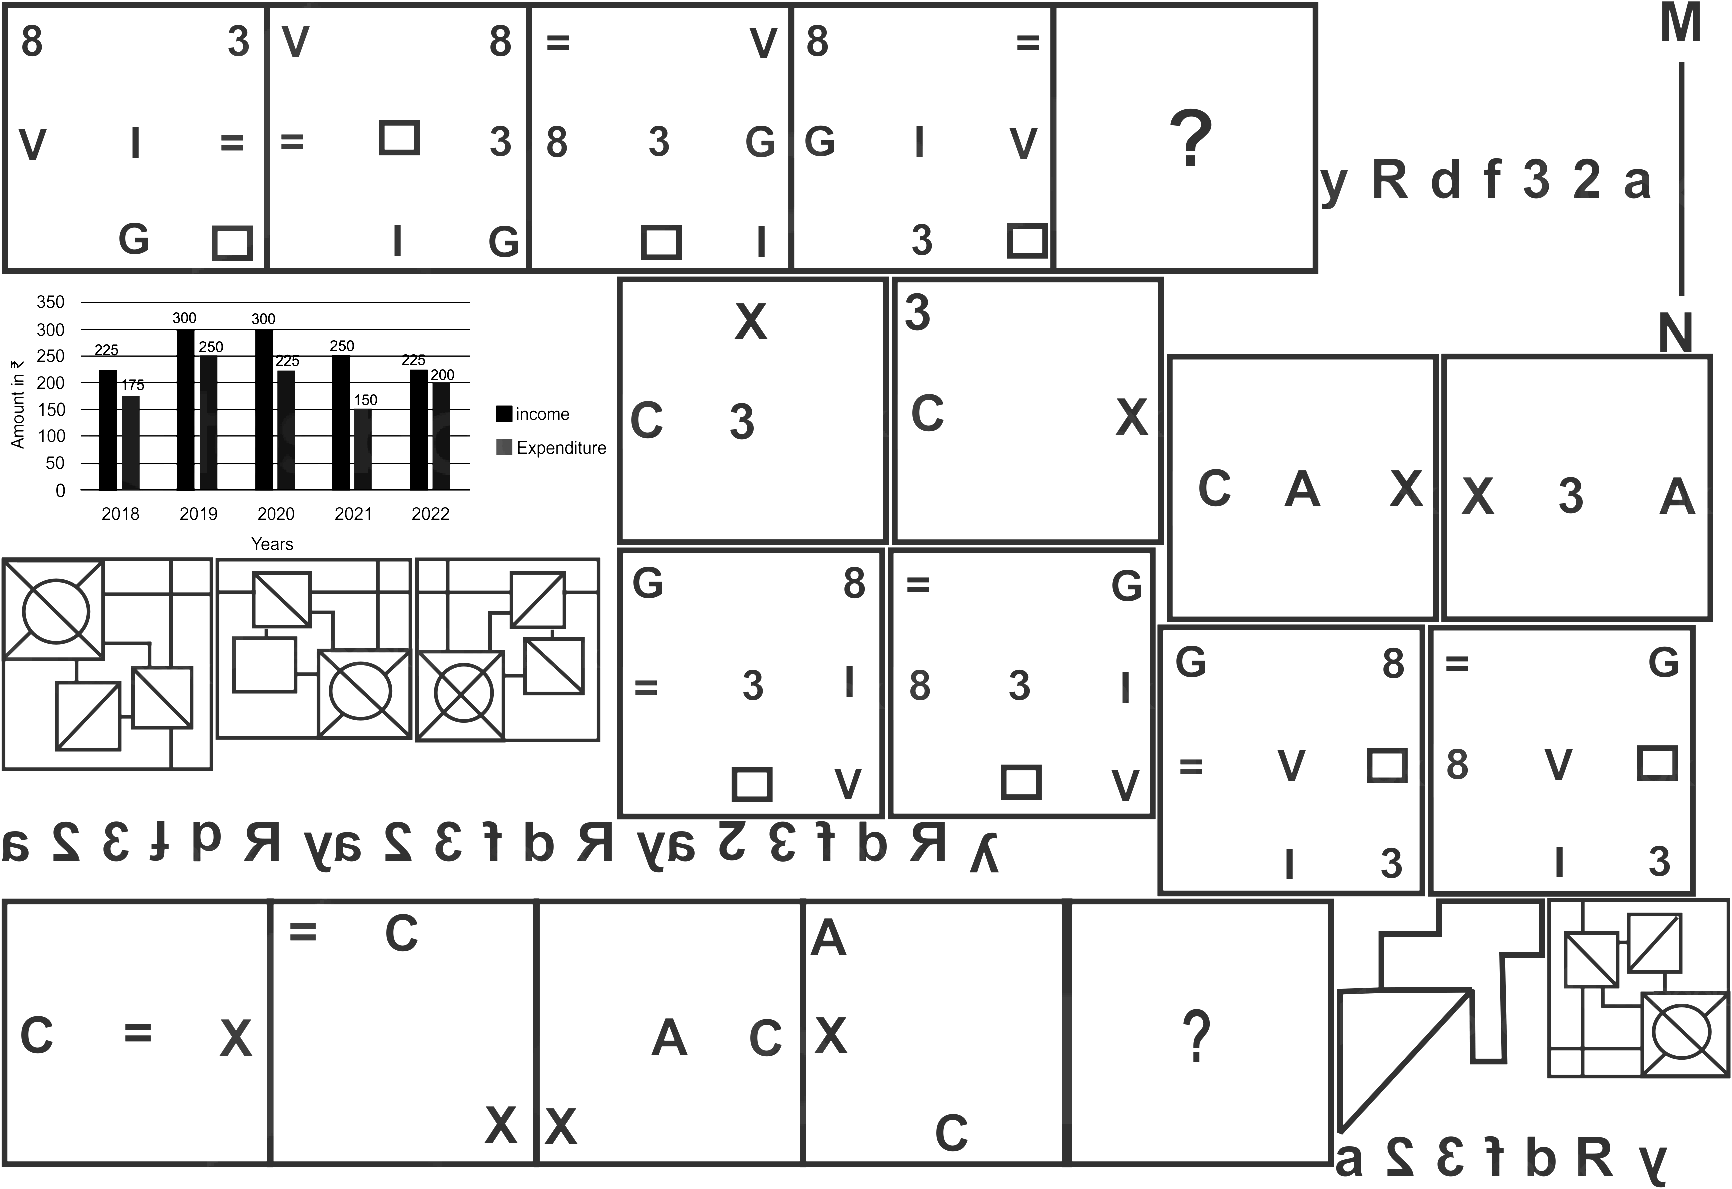 8 3 V 8 = V 8 =
V I = = □ 3 8 3 G G I V ?
G □ I G □ I 3 □
M
y R d f 3 2 a
N
350
300
250
200
150
100
50
0
Amount in ₹
225 175
300 250
300 225
250 150
225 200
2018 2019 2020 2021 2022
Years
income
Expenditure
X
C 3
3
C X
C A X
X 3 A
G 8
= 3 I
□ V
= G
8 3 I
□ V
G 8
= V □
I 3
= G
8 V □
I 3
a 2 3 f d R y
a 2 3 f d R y
a 2 3 f d R y
C = X
= C
X
A C
X
A
X
C
?
a 2 3 f d R y